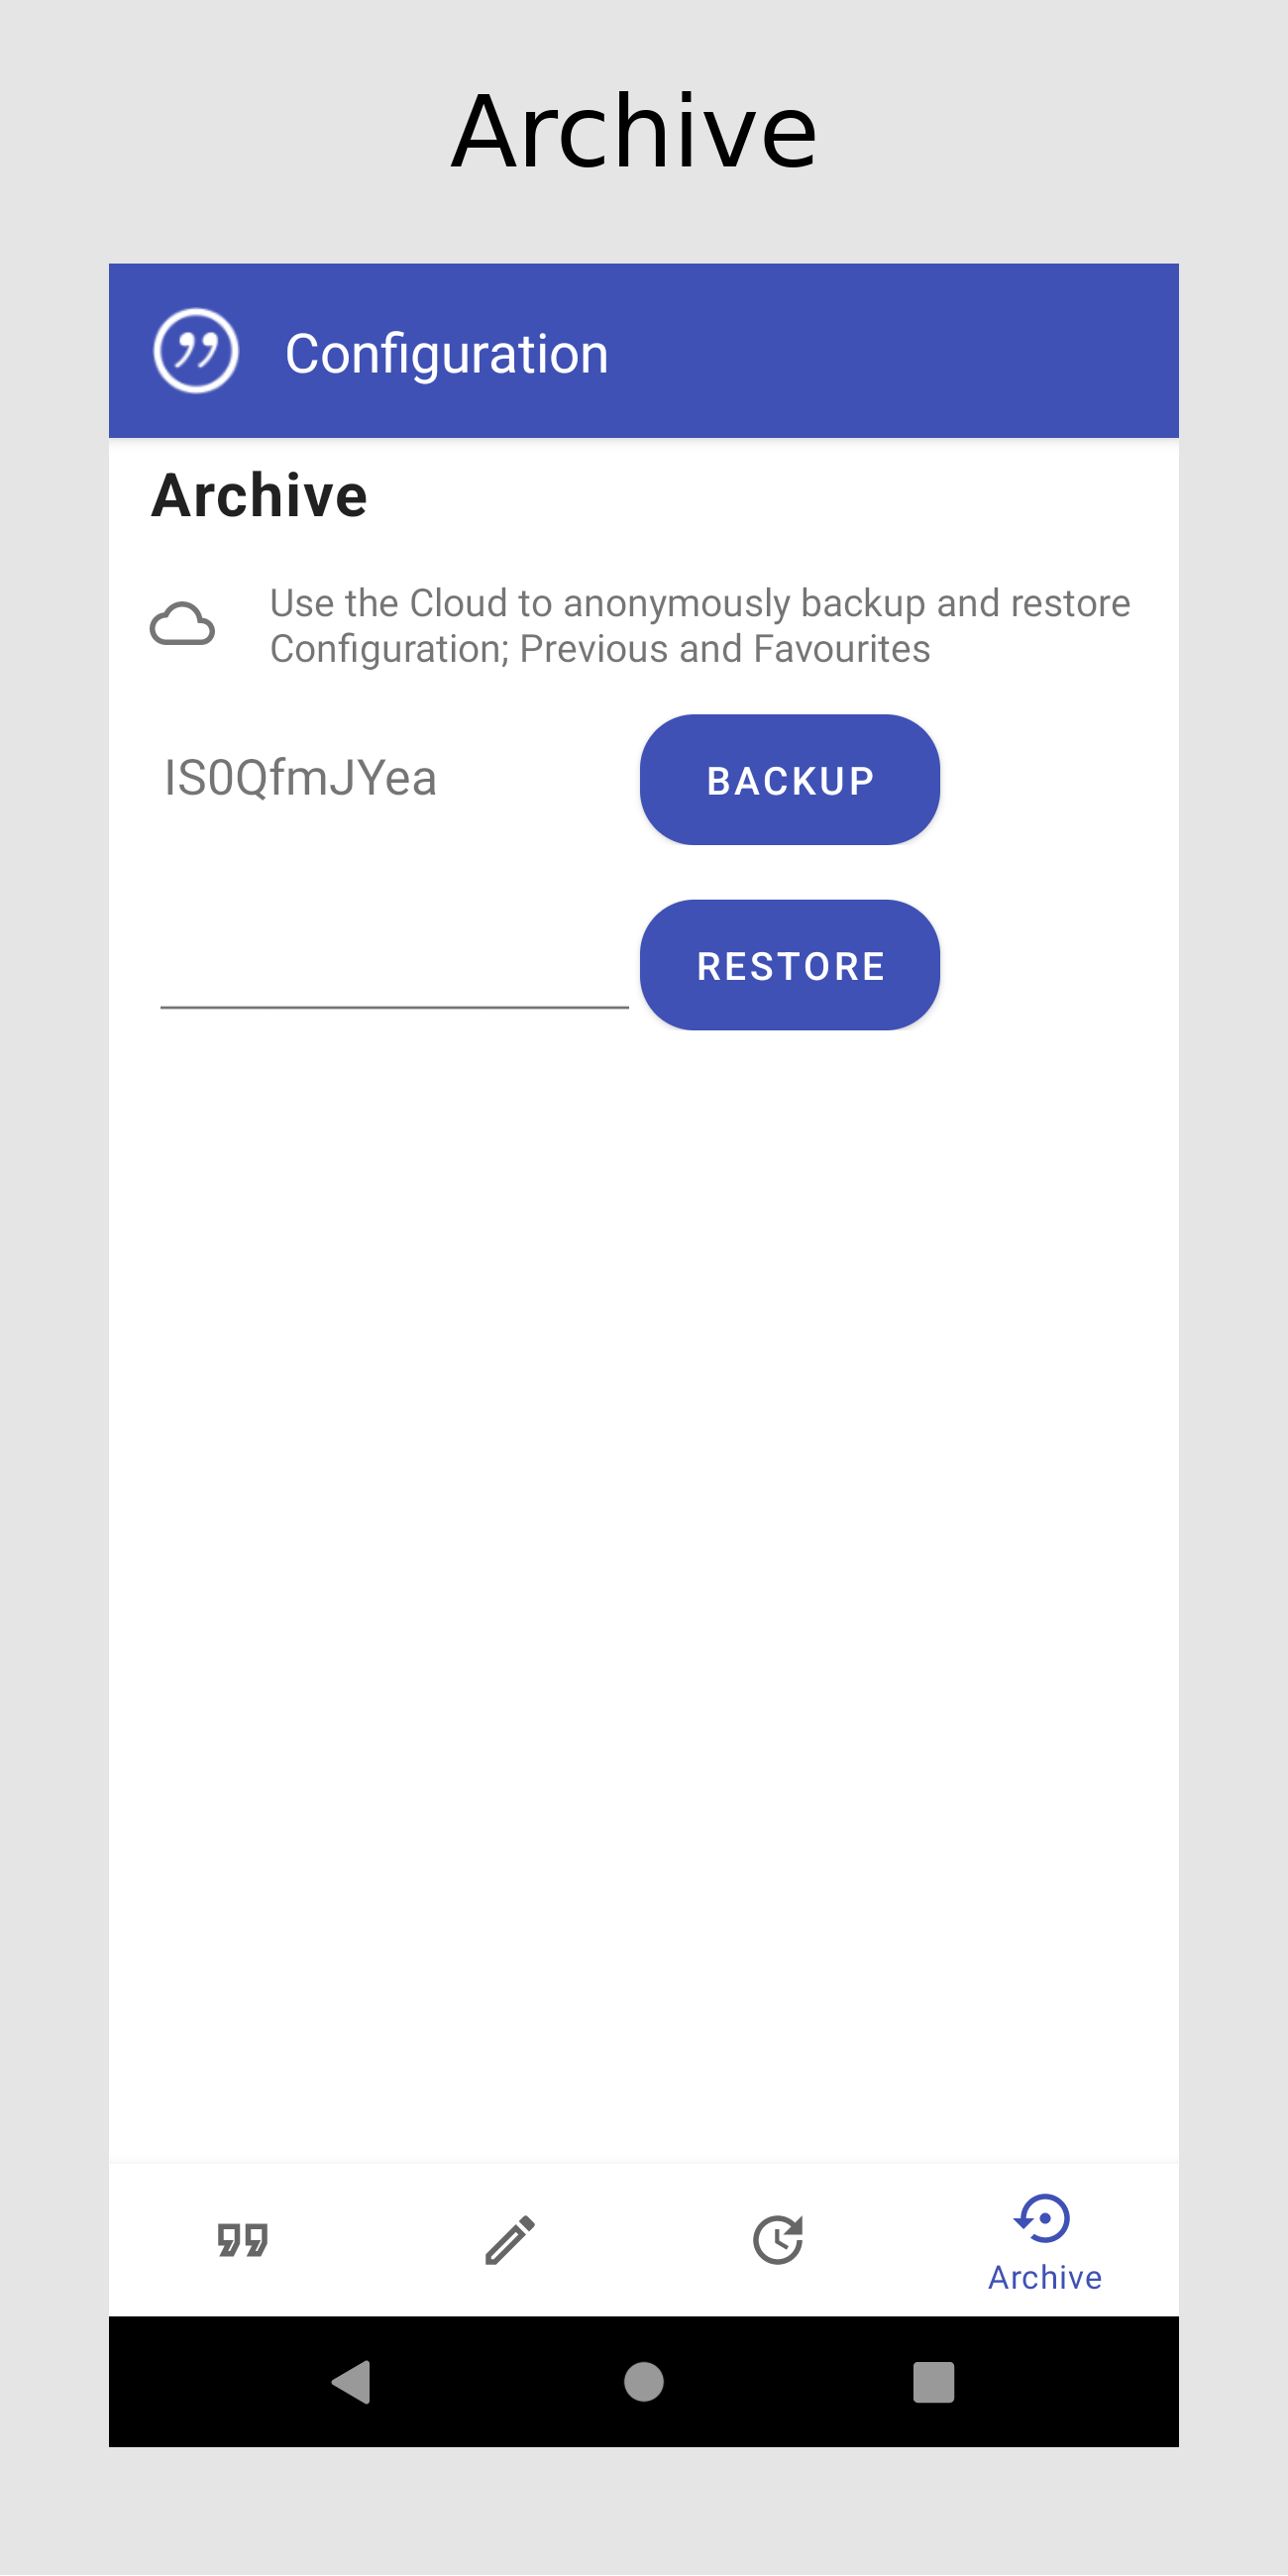 Archive
Configuration
Archive
Use the Cloud to anonymously backup and restore
Configuration; Previous and Favourites
IS0QfmJYea
BACKUP
RESTORE
Archive